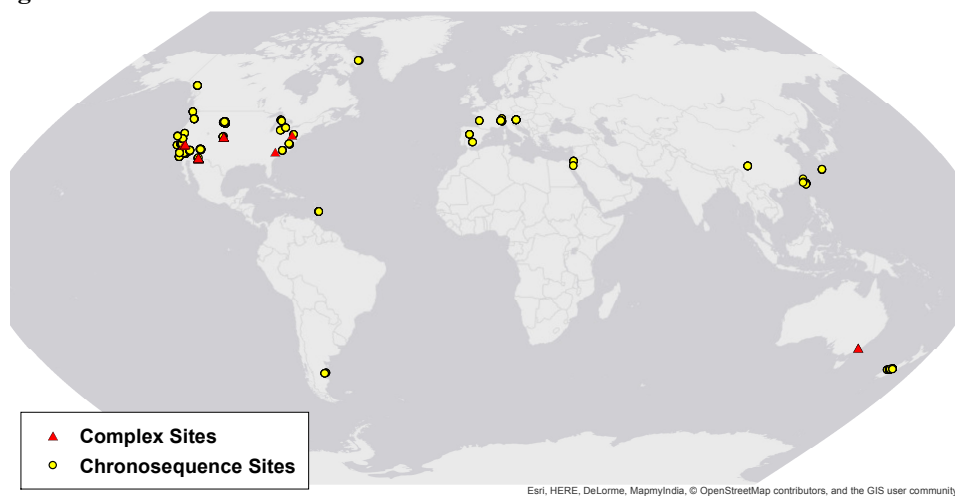 Complex Sites
Chronosequence Sites
Esri, HERE, DeLorme, MapmyIndia, © OpenStreetMap contributors, and the GIS user community